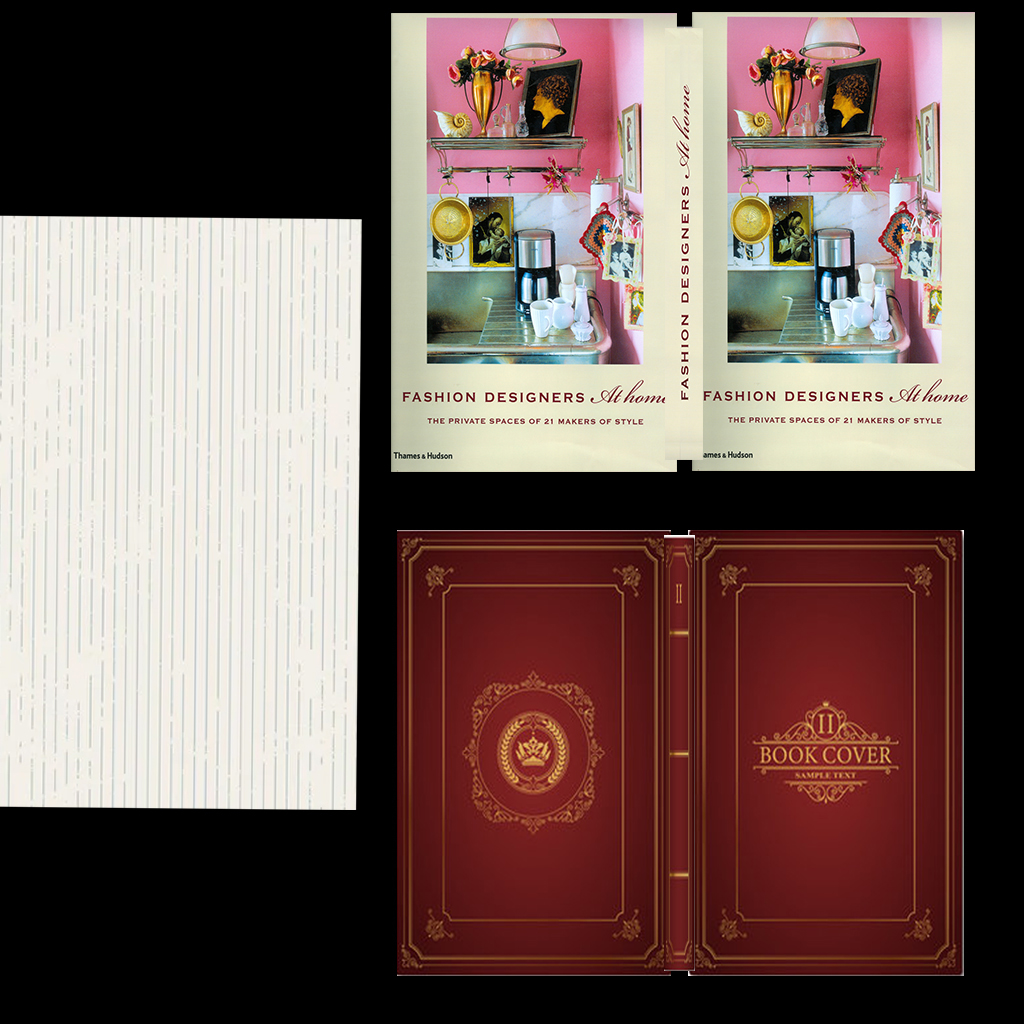 FASHION DESIGNERS At home
THE PRIVATE SPACES OF 21 MAKERS OF STYLE
Thames & Hudson
FASHION DESIGNERS At home
FASHION DESIGNERS At home
THE PRIVATE SPACES OF 21 MAKERS OF STYLE
ames & Hudson
II
II
BOOK COVER
SAMPLE TEXT